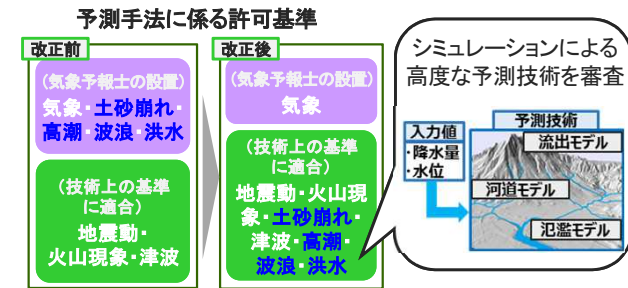 予測手法に係る許可基準
改正前
(気象予報士の設置)
気象・土砂崩れ・
高潮・波浪・洪水
(技術上の基準
に適合)
地震動・
火山現象・津波
改正後
(気象予報士の設置)
気象
(技術上の基準
に適合)
地震動・火山現
象・土砂崩れ・
津波・高潮・
波浪・洪水
シミュレーションによる
高度な予測技術を審査
入力値
・降水量
・水位
予測技術
流出モデル
河道モデル
氾濫モデル